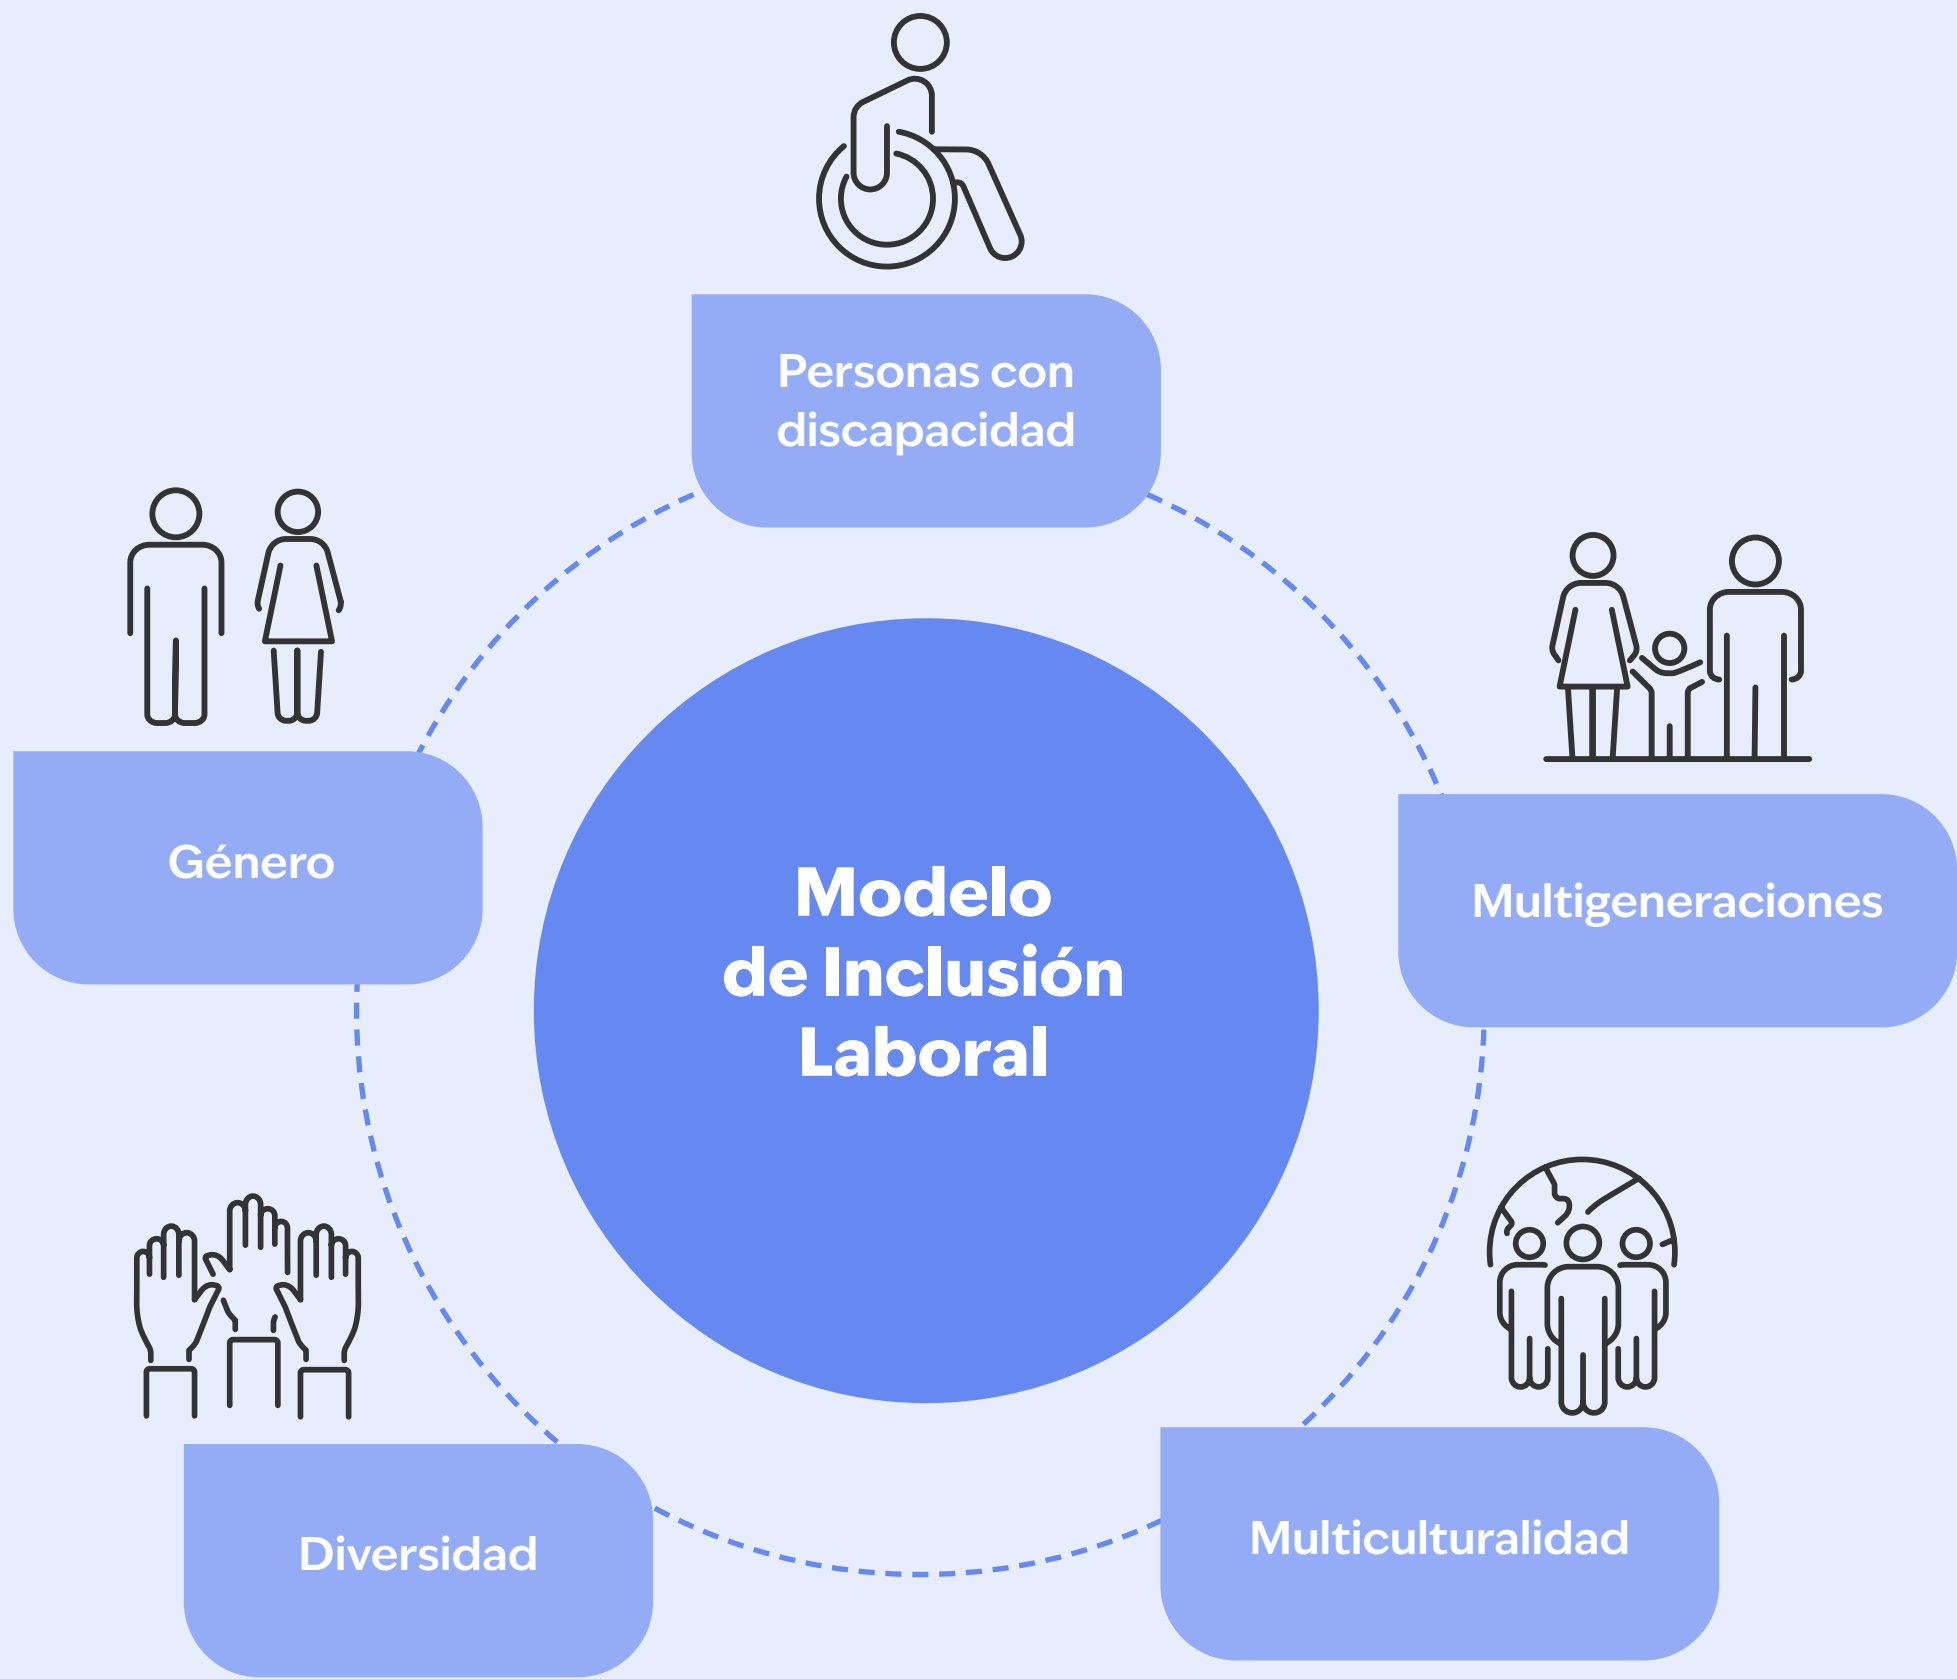 Personas con
discapacidad
Género
Multigeneraciones
Modelo
de Inclusión
Laboral
Diversidad
Multiculturalidad